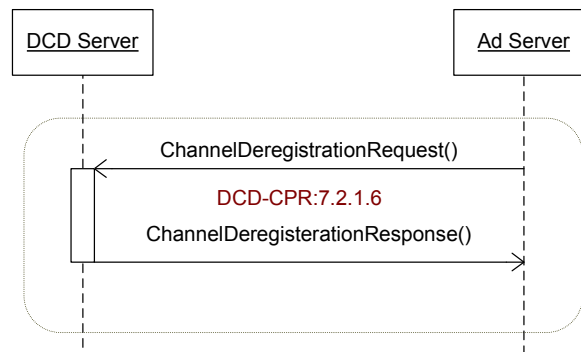 DCD Server
Ad Server
ChannelDeregistrationRequest()
DCD-CPR:7.2.1.6
ChannelDeregisterationResponse()